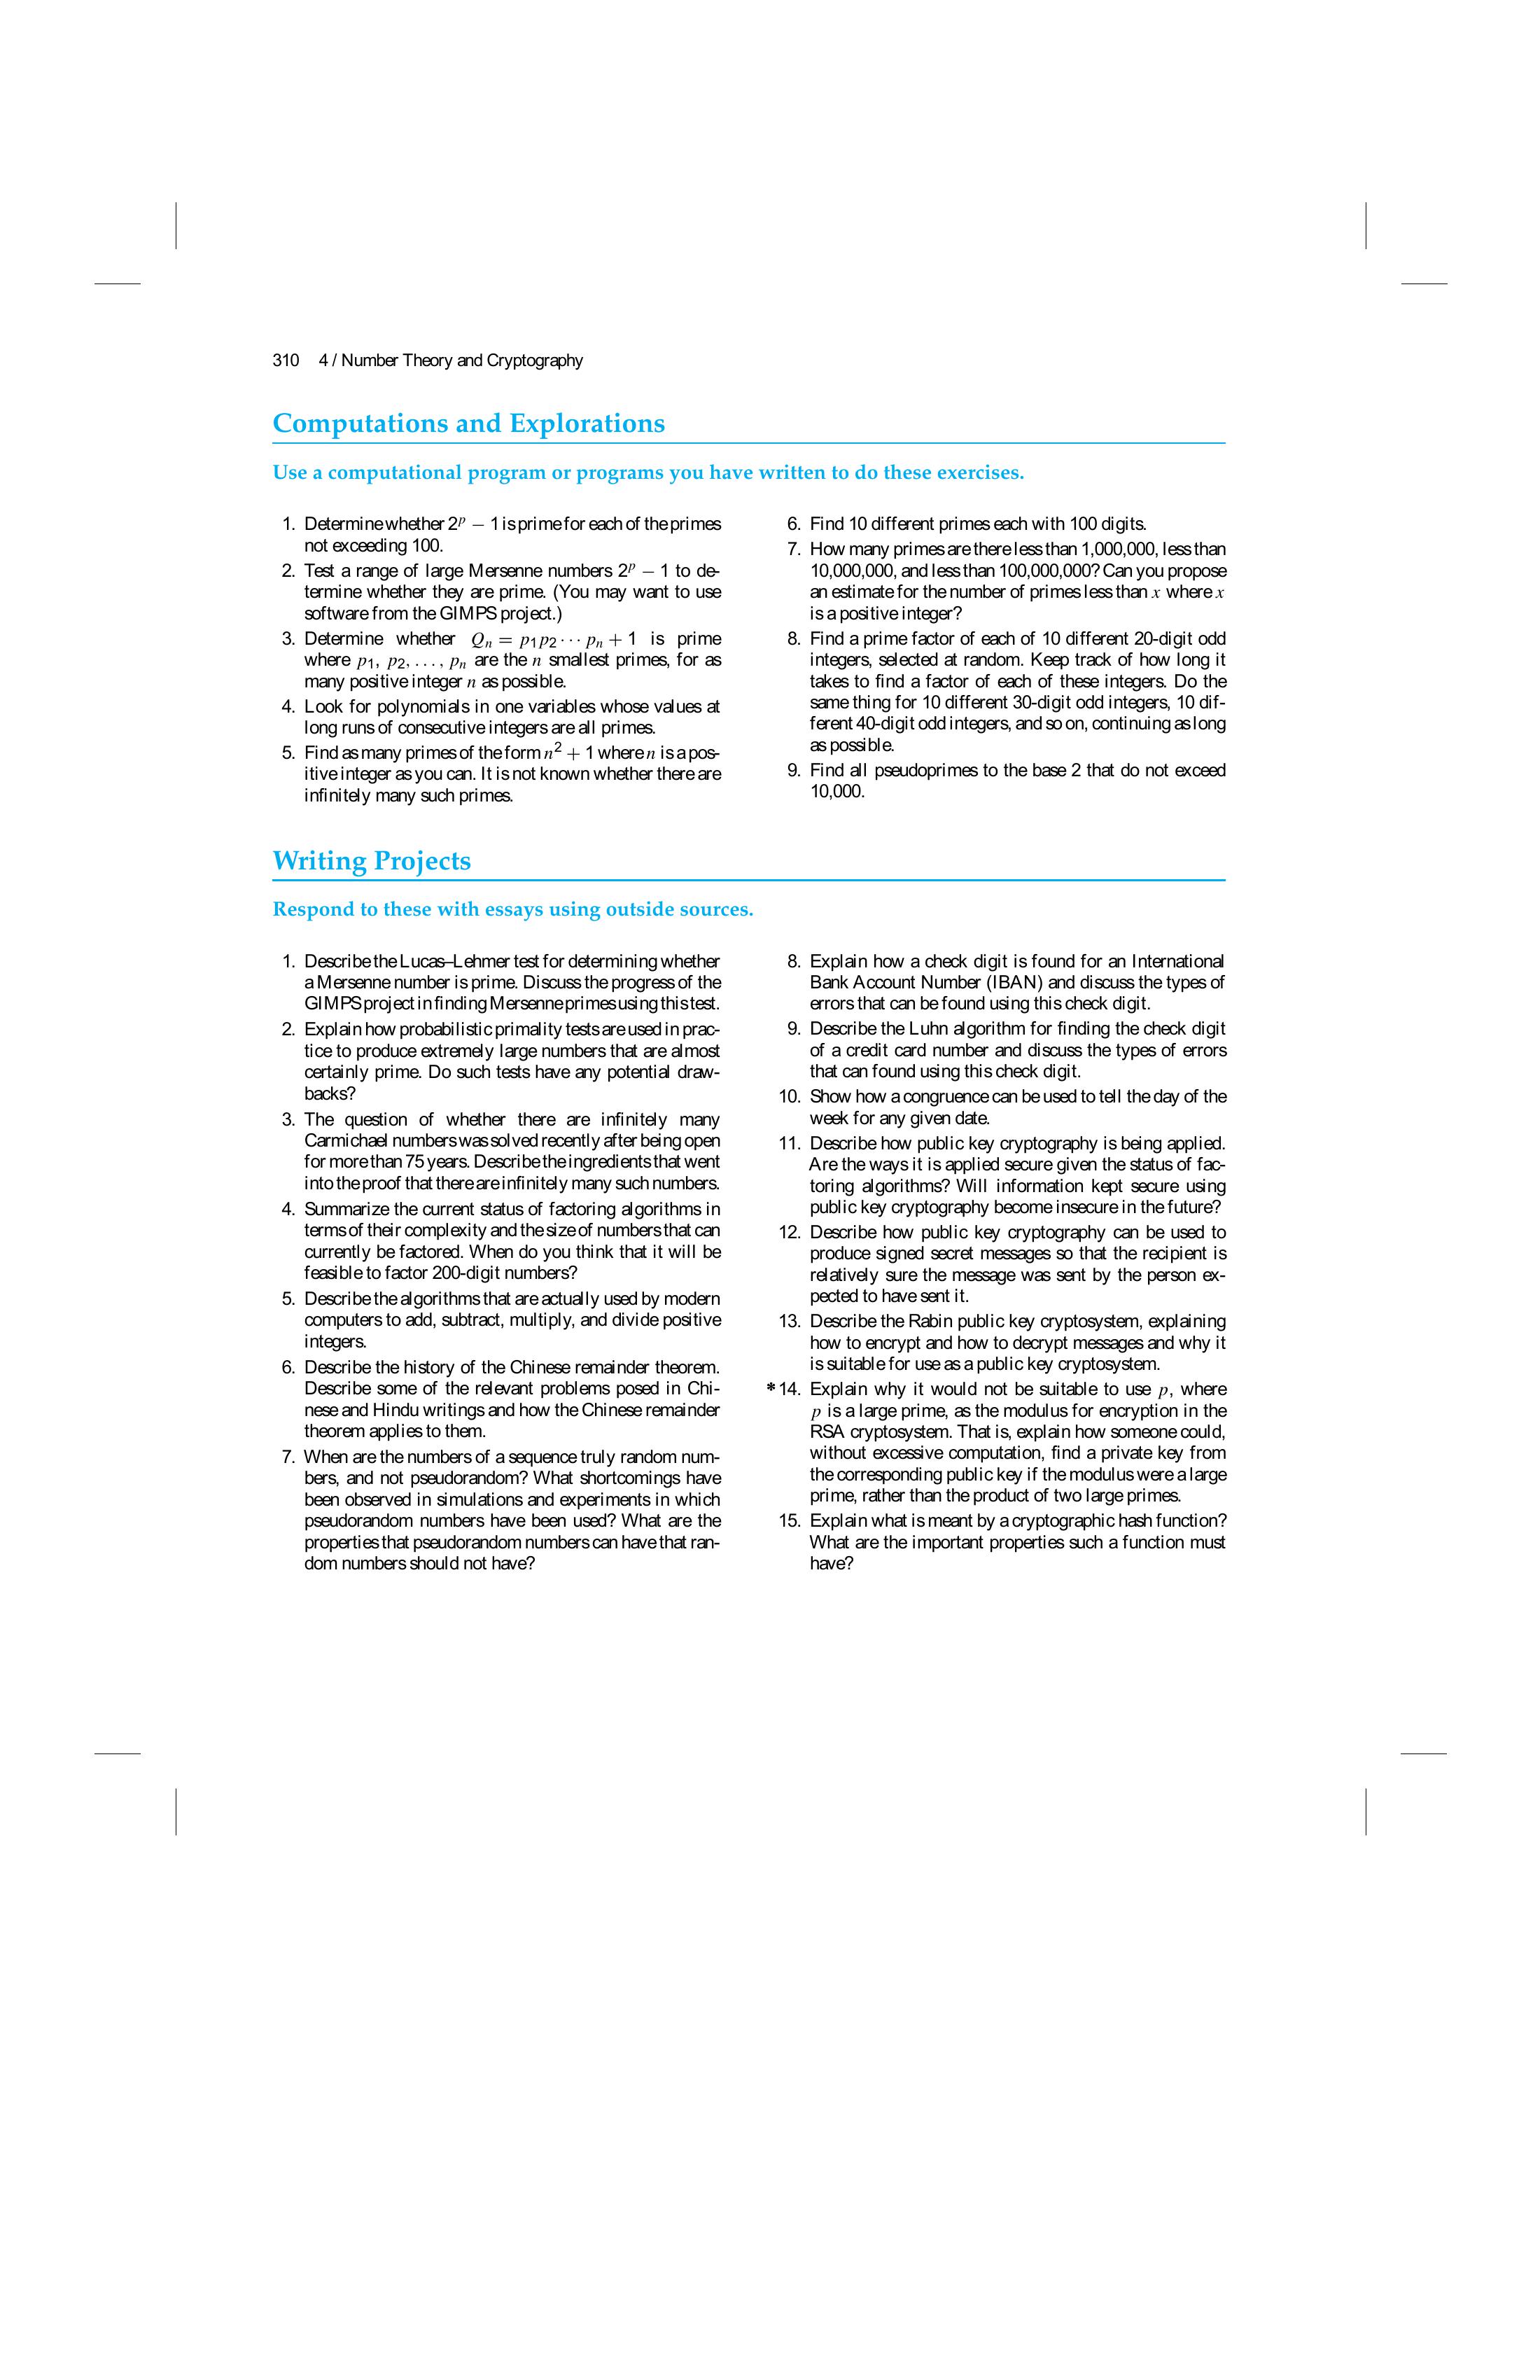 310 4 / Number Theory and Cryptography
Computations and Explorations
Use a computational program or programs you have written to do these exercises.
1. Determine whether 2^p − 1 is prime for each of the primes
not exceeding 100.
2. Test a range of large Mersenne numbers 2^p − 1 to de-
termine whether they are prime. (You may want to use
software from the GIMPS project.)
3. Determine whether Qₙ = p₁p₂ ··· pₙ + 1 is prime
where p₁, p₂, . . . , pₙ are the n smallest primes, for as
many positive integer n as possible.
4. Look for polynomials in one variables whose values at
long runs of consecutive integers are all primes.
5. Find as many primes of the form n² + 1 where n is a pos-
itive integer as you can. It is not known whether there are
infinitely many such primes.
6. Find 10 different primes each with 100 digits.
7. How many primes are there less than 1,000,000, less than
10,000,000, and less than 100,000,000? Can you propose
an estimate for the number of primes less than x where x
is a positive integer?
8. Find a prime factor of each of 10 different 20-digit odd
integers, selected at random. Keep track of how long it
takes to find a factor of each of these integers. Do the
same thing for 10 different 30-digit odd integers, 10 dif-
ferent 40-digit odd integers, and so on, continuing as long
as possible.
9. Find all pseudoprimes to the base 2 that do not exceed
10,000.
Writing Projects
Respond to these with essays using outside sources.
1. Describe the Lucas–Lehmer test for determining whether
a Mersenne number is prime. Discuss the progress of the
GIMPS project in finding Mersenne primes using this test.
2. Explain how probabilistic primality tests are used in prac-
tice to produce extremely large numbers that are almost
certainly prime. Do such tests have any potential draw-
backs?
3. The question of whether there are infinitely many
Carmichael numbers was solved recently after being open
for more than 75 years. Describe the ingredients that went
into the proof that there are infinitely many such numbers.
4. Summarize the current status of factoring algorithms in
terms of their complexity and the size of numbers that can
currently be factored. When do you think that it will be
feasible to factor 200-digit numbers?
5. Describe the algorithms that are actually used by modern
computers to add, subtract, multiply, and divide positive
integers.
6. Describe the history of the Chinese remainder theorem.
Describe some of the relevant problems posed in Chi-
nese and Hindu writings and how the Chinese remainder
theorem applies to them.
7. When are the numbers of a sequence truly random num-
bers, and not pseudorandom? What shortcomings have
been observed in simulations and experiments in which
pseudorandom numbers have been used? What are the
properties that pseudorandom numbers can have that ran-
dom numbers should not have?
8. Explain how a check digit is found for an International
Bank Account Number (IBAN) and discuss the types of
errors that can be found using this check digit.
9. Describe the Luhn algorithm for finding the check digit
of a credit card number and discuss the types of errors
that can found using this check digit.
10. Show how a congruence can be used to tell the day of the
week for any given date.
11. Describe how public key cryptography is being applied.
Are the ways it is applied secure given the status of fac-
toring algorithms? Will information kept secure using
public key cryptography become insecure in the future?
12. Describe how public key cryptography can be used to
produce signed secret messages so that the recipient is
relatively sure the message was sent by the person ex-
pected to have sent it.
13. Describe the Rabin public key cryptosystem, explaining
how to encrypt and how to decrypt messages and why it
is suitable for use as a public key cryptosystem.
*14. Explain why it would not be suitable to use p, where
p is a large prime, as the modulus for encryption in the
RSA cryptosystem. That is, explain how someone could,
without excessive computation, find a private key from
the corresponding public key if the modulus were a large
prime, rather than the product of two large primes.
15. Explain what is meant by a cryptographic hash function?
What are the important properties such a function must
have?